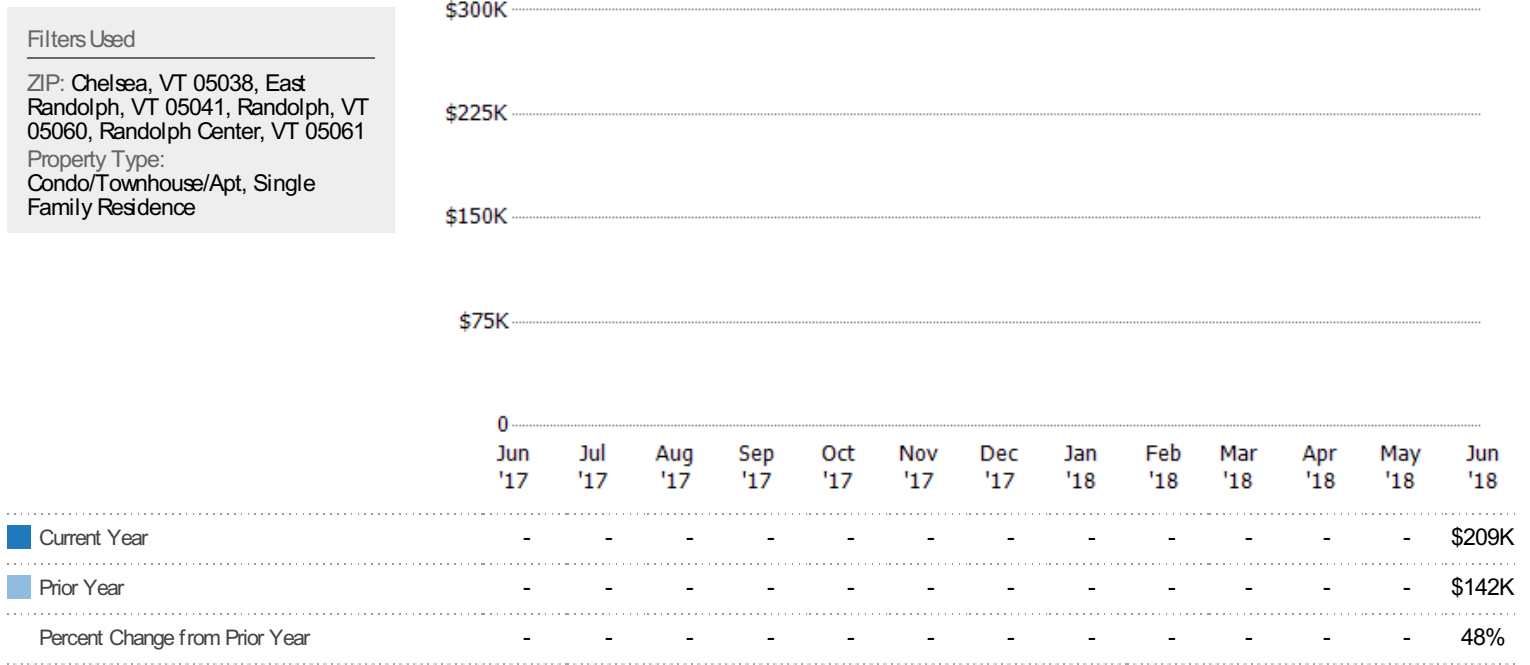 Filters Used
ZIP: Chelsea, VT 05038, East
Randolph, VT 05041, Randolph, VT
05060, Randolph Center, VT 05061
Property Type:
Condo/Townhouse/Apt, Single
Family Residence
$300K
$225K
$150K
$75K
0
Jun Jul Aug Sep Oct Nov Dec Jan Feb Mar Apr May Jun
'17 '17 '17 '17 '17 '17 '17 '18 '18 '18 '18 '18 '18
Current Year - - - - - - - - - - - - $209K
Prior Year - - - - - - - - - - - - $142K
Percent Change from Prior Year - - - - - - - - - - - - 48%